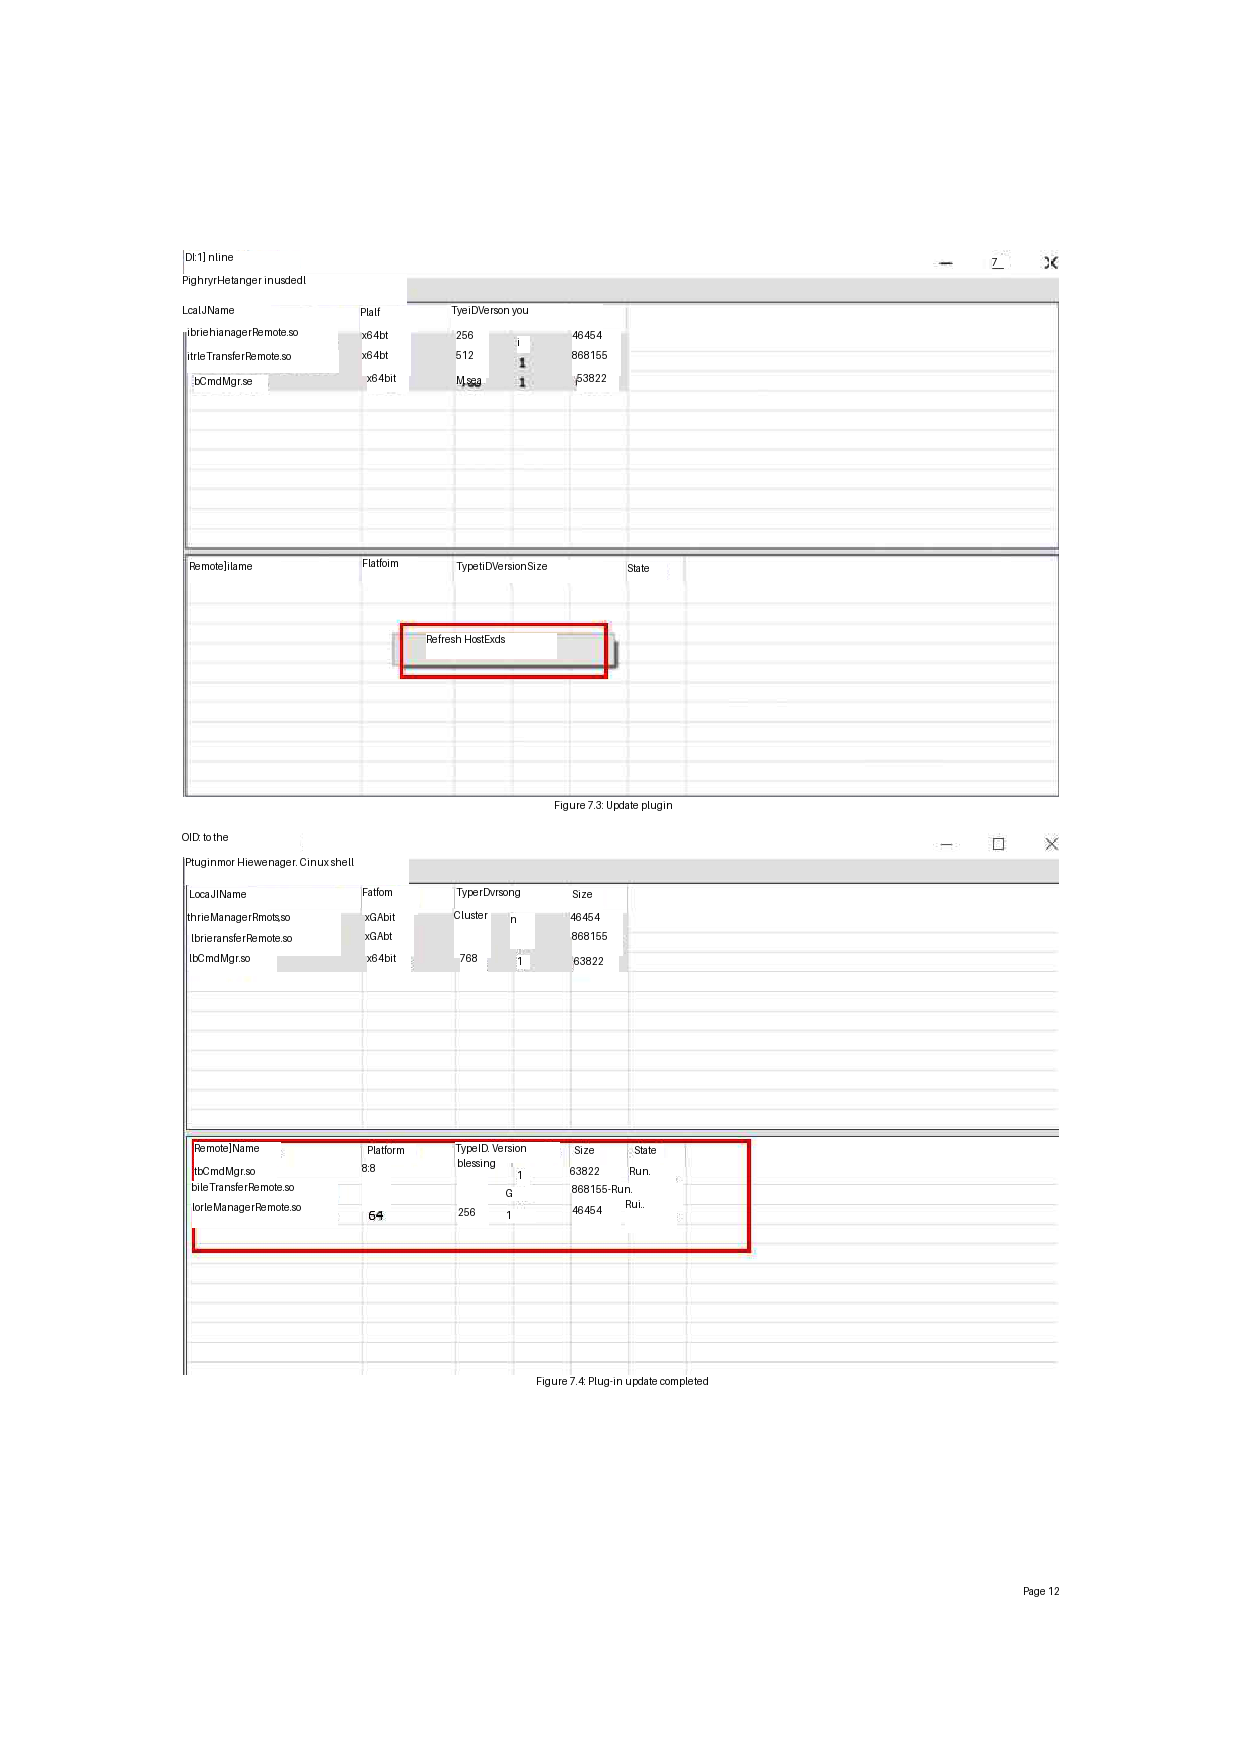 DI:1] nline
7
PighryrHetanger inusdedl
LcalJName Plalf TyeiDVerson you
ibriehianagerRemote.so x64bt 256 i 46454
itrleTransferRemote.so x64bt 512 1 868155
bCmdMgr.se x64bit 1 53822
Remote]ilame Flatfoim TypetiDVersionSize State
Refresh HostExds
Figure 7.3: Update plugin
OID: to the
Ptuginmor Hiewenager. Cinux shell
LocaJIName Fatfom TyperDvrsong Size
thrieManagerRmots,so xGAbit Cluster n 46454
lbrieransferRemote.so xGAbt 868155
lbCmdMgr.so x64bit 768 1 63822
Remote]Name Platform TypeID. Version Size State
tbCmdMgr.so 8:8 blessing 1 63822 Run.
bileTransferRemote.so G 868155-Run.
lorleManagerRemote.so 64 256 1 46454 Rui..
Figure 7.4: Plug-in update completed
Page 12